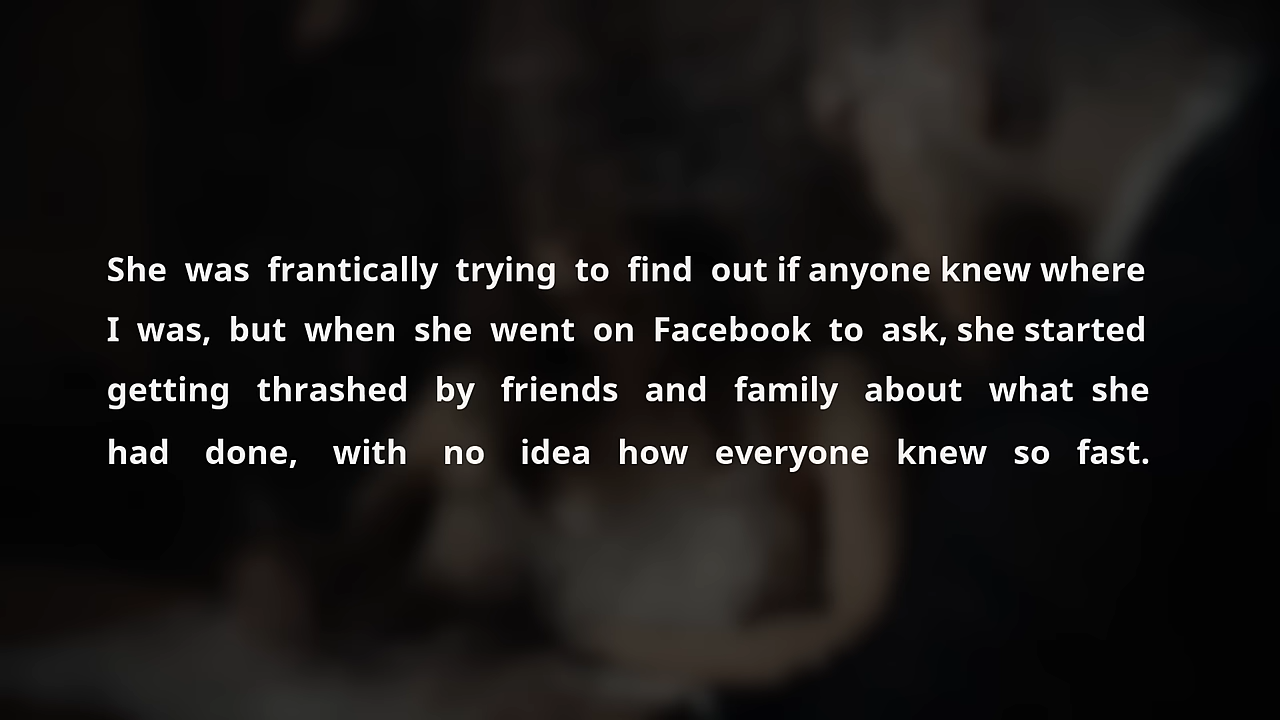 She was frantically trying to find out if anyone knew where
I was, but when she went on Facebook to ask, she started
getting thrashed by friends and family about what she
had done, with no idea how everyone knew so fast.